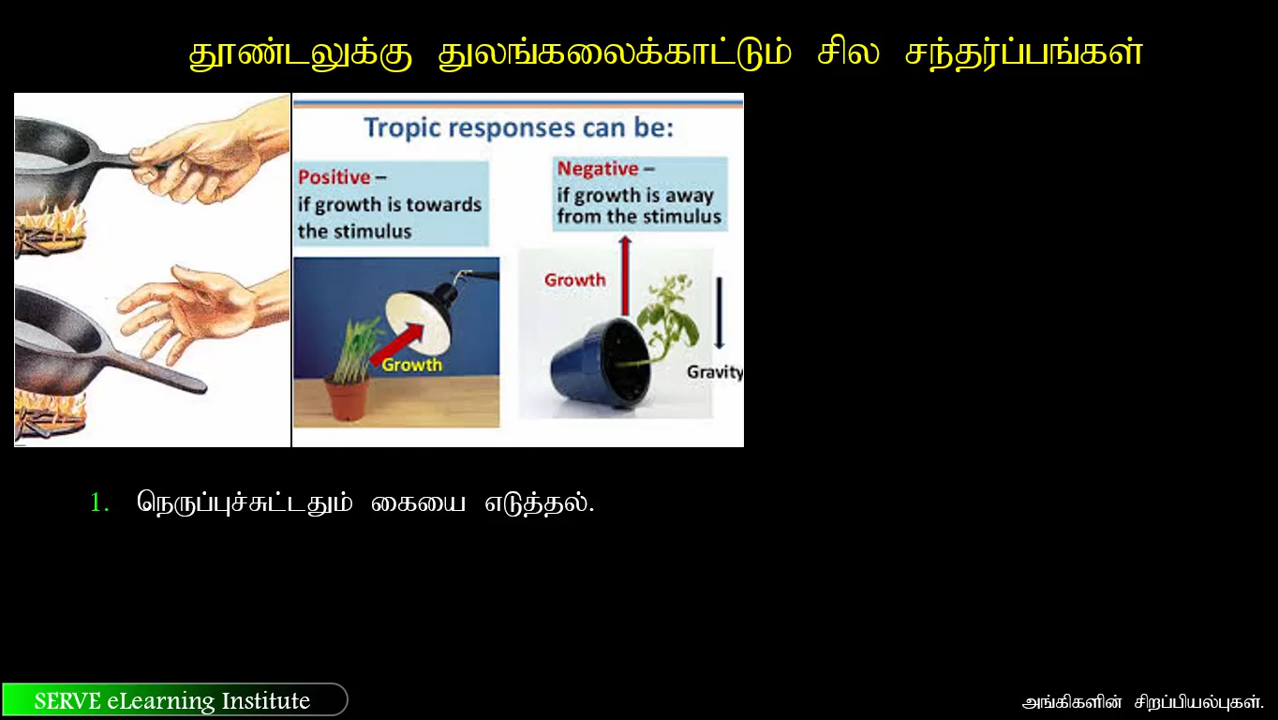 தூண்டலுக்கு துலங்கலைக்காட்டும் சில சந்தர்ப்பங்கள்
Tropic responses can be:
Positive –
if growth is towards
the stimulus
Negative –
if growth is away
from the stimulus
Growth
Growth
Gravity
1. நெருப்புச்சுட்டதும் கையை எடுத்தல்.
SERVE eLearning Institute
அங்கிகளின் சிறப்பியல்புகள்.